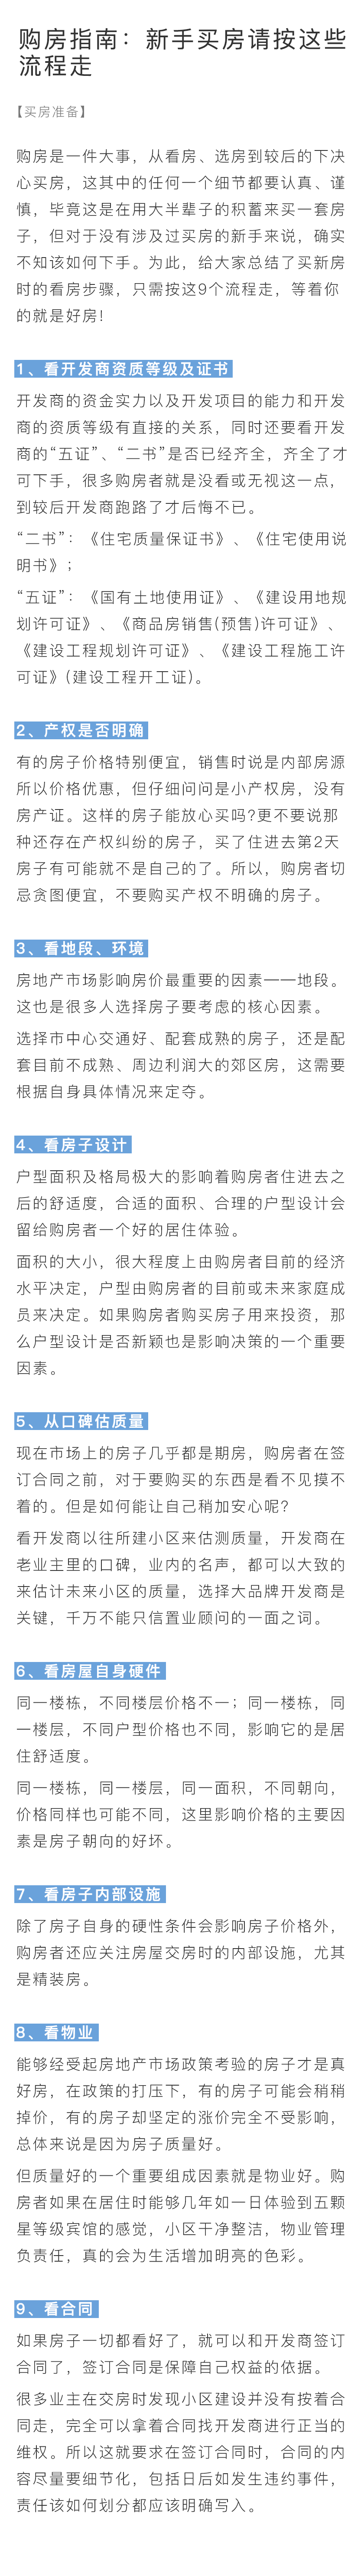 购房指南：新手买房请按这些
流程走
【买房准备】
购房是一件大事，从看房、选房到较后的下决
心买房，这其中的任何一个细节都要认真、谨
慎，毕竟这是在用大半辈子的积蓄来买一套房
子，但对于没有涉及过买房的新手来说，确实
不知该如何下手。为此，给大家总结了买新房
时的看房步骤，只需按这9个流程走，等着你
的就是好房!
1、看开发商资质等级及证书
开发商的资金实力以及开发项目的能力和开发
商的资质等级有直接的关系，同时还要看开发
商的“五证”、“二书”是否已经齐全，齐全了才
可下手，很多购房者就是没看或无视这一点，
到较后开发商跑路了才后悔不已。
“二书”：《住宅质量保证书》、《住宅使用说
明书》；
“五证”：《国有土地使用证》、《建设用地规
划许可证》、《商品房销售(预售)许可证》、
《建设工程规划许可证》、《建设工程施工许
可证》(建设工程开工证)。
2、产权是否明确
有的房子价格特别便宜，销售时说是内部房源
所以价格优惠，但仔细问问是小产权房，没有
房产证。这样的房子能放心买吗?更不要说那
种还存在产权纠纷的房子，买了住进去第2天
房子有可能就不是自己的了。所以，购房者切
忌贪图便宜，不要购买产权不明确的房子。
3、看地段、环境
房地产市场影响房价最重要的因素——地段。
这也是很多人选择房子要考虑的核心因素。
选择市中心交通好、配套成熟的房子，还是配
套目前不成熟、周边利润大的郊区房，这需要
根据自身具体情况来定夺。
4、看房子设计
户型面积及格局极大的影响着购房者住进去之
后的舒适度，合适的面积、合理的户型设计会
留给购房者一个好的居住体验。
面积的大小，很大程度上由购房者目前的经济
水平决定，户型由购房者的目前或未来家庭成
员来决定。如果购房者购买房子用来投资，那
么户型设计是否新颖也是影响决策的一个重要
因素。
5、从口碑估质量
现在市场上的房子几乎都是期房，购房者在签
订合同之前，对于要购买的东西是看不见摸不
着的。但是如何能让自己稍加安心呢?
看开发商以往所建小区来估测质量，开发商在
老业主里的口碑，业内的名声，都可以大致的
来估计未来小区的质量，选择大品牌开发商是
关键，千万不能只信置业顾问的一面之词。
6、看房屋自身硬件
同一楼栋，不同楼层价格不一；同一楼栋，同
一楼层，不同户型价格也不同，影响它的是居
住舒适度。
同一楼栋，同一楼层，同一面积，不同朝向，
价格同样也可能不同，这里影响价格的主要因
素是房子朝向的好坏。
7、看房子内部设施
除了房子自身的硬性条件会影响房子价格外，
购房者还应关注房屋交房时的内部设施，尤其
是精装房。
8、看物业
能够经受起房地产市场政策考验的房子才是真
好房，在政策的打压下，有的房子可能会稍稍
掉价，有的房子却坚定的涨价完全不受影响，
总体来说是因为房子质量好。
但质量好的一个重要组成因素就是物业好。购
房者如果在居住时能够几年如一日体验到五颗
星等级宾馆的感觉，小区干净整洁，物业管理
负责任，真的会为生活增加明亮的色彩。
9、看合同
如果房子一切都看好了，就可以和开发商签订
合同了，签订合同是保障自己权益的依据。
很多业主在交房时发现小区建设并没有按着合
同走，完全可以拿着合同找开发商进行正当的
维权。所以这就要求在签订合同时，合同的内
容尽量要细节化，包括日后如发生违约事件，
责任该如何划分都应该明确写入。